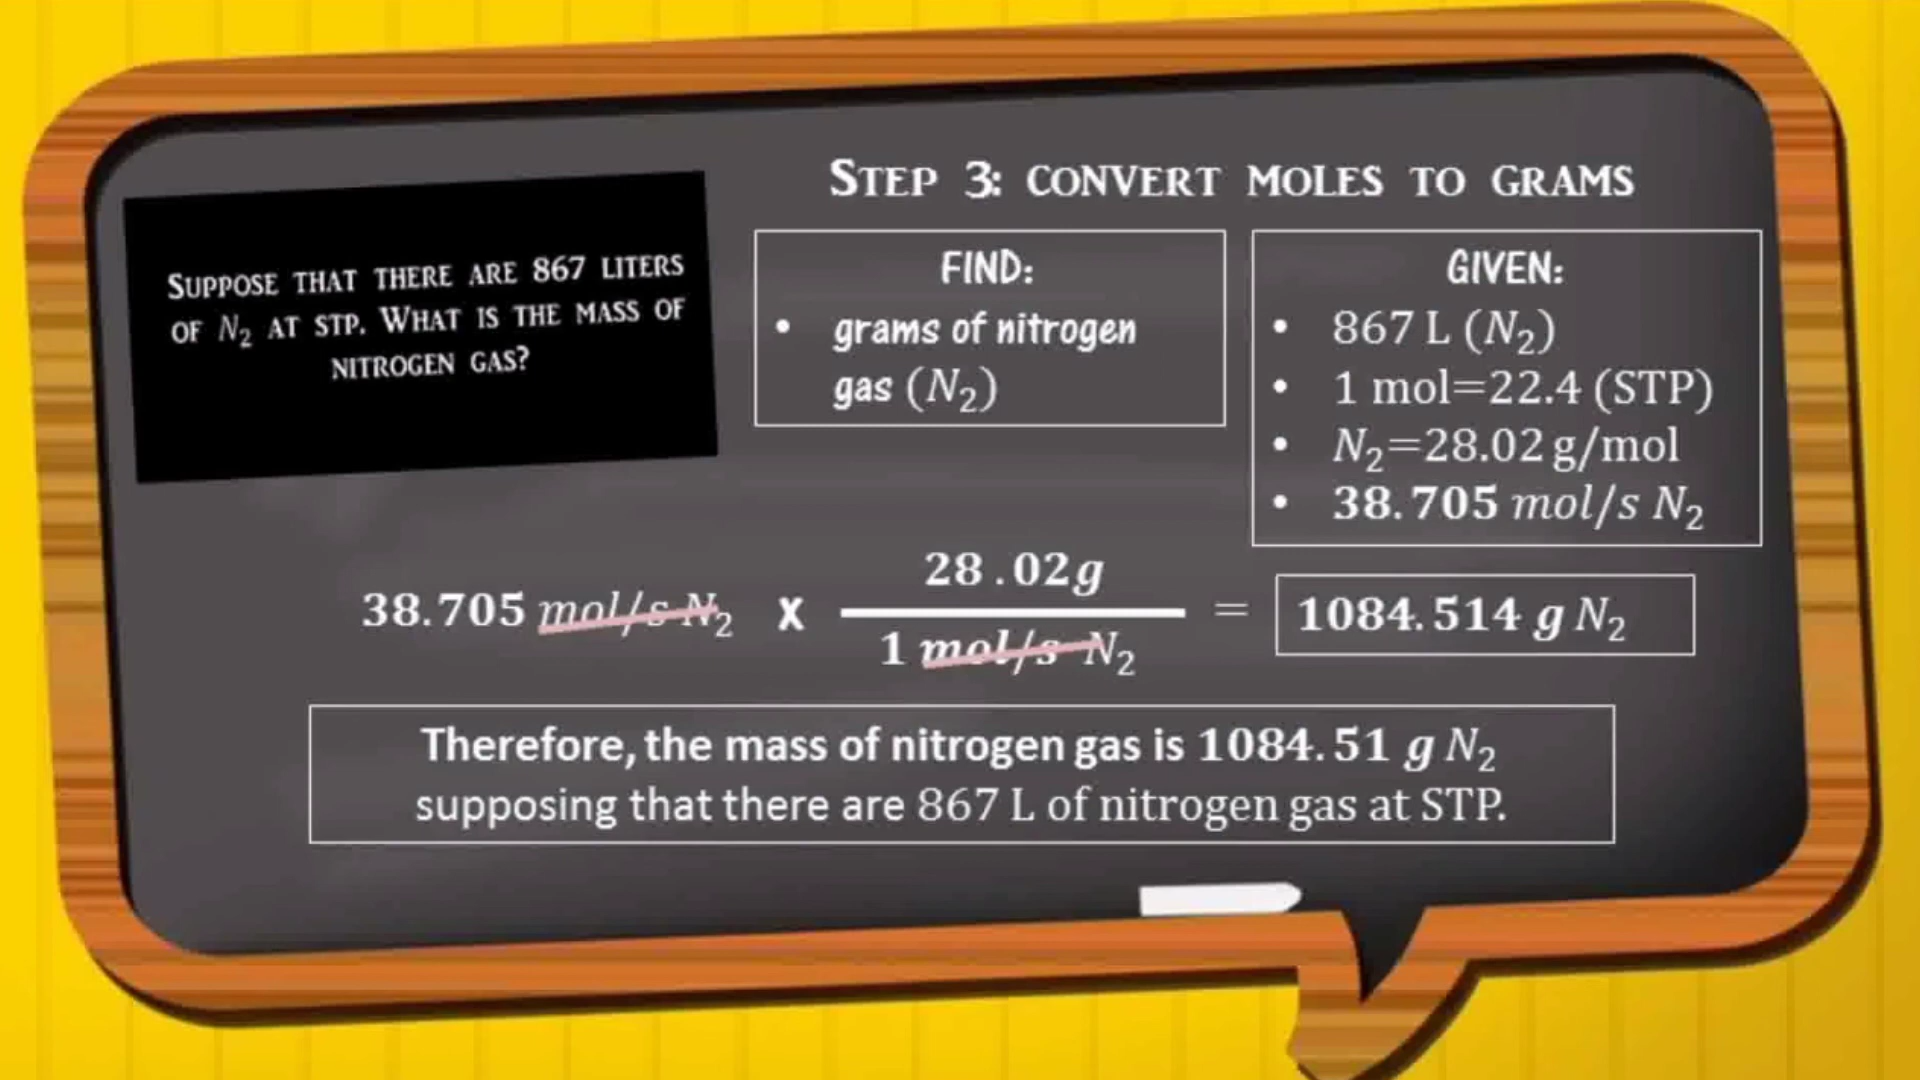 SUPPOSE THAT THERE ARE 867 LITERS
OF N₂ AT STP. WHAT IS THE MASS OF
NITROGEN GAS?
STEP 3: CONVERT MOLES TO GRAMS
FIND:
• grams of nitrogen
gas (N₂)
GIVEN:
• 867 L (N₂)
• 1 mol=22.4 (STP)
• N₂=28.02 g/mol
• 38.705 mol/s N₂
38.705 mol/s N₂ X 28.02g / 1 mol/s N₂ = 1084.514 g N₂
Therefore, the mass of nitrogen gas is 1084.51 g N₂
supposing that there are 867 L of nitrogen gas at STP.